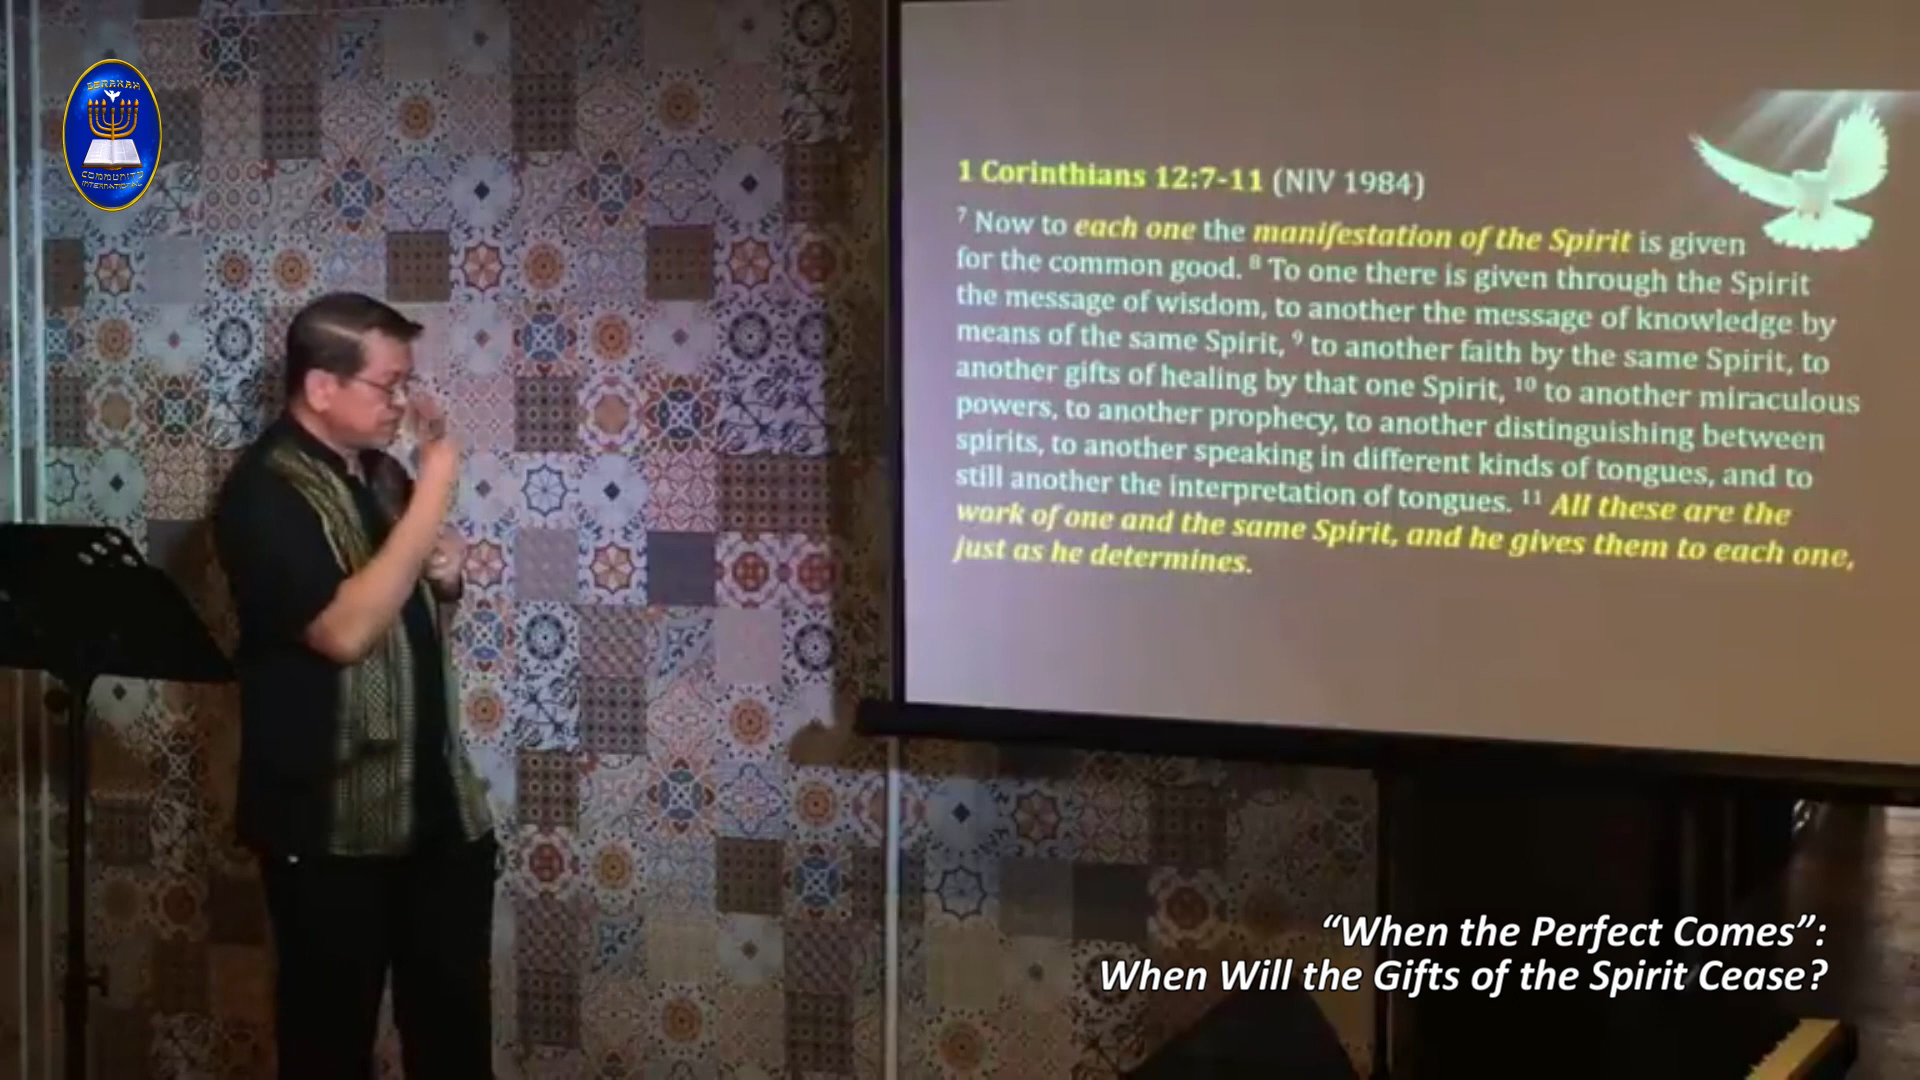 BERAKAH
COMMUNITY
INTERNATIONAL
1 Corinthians 12:7-11 (NIV 1984)
7 Now to each one the manifestation of the Spirit is given
for the common good. 8 To one there is given through the Spirit
the message of wisdom, to another the message of knowledge by
means of the same Spirit, 9 to another faith by the same Spirit, to
another gifts of healing by that one Spirit, 10 to another miraculous
powers, to another prophecy, to another distinguishing between
spirits, to another speaking in different kinds of tongues, and to
still another the interpretation of tongues. 11 All these are the
work of one and the same Spirit, and he gives them to each one,
just as he determines.
“When the Perfect Comes”:
When Will the Gifts of the Spirit Cease?